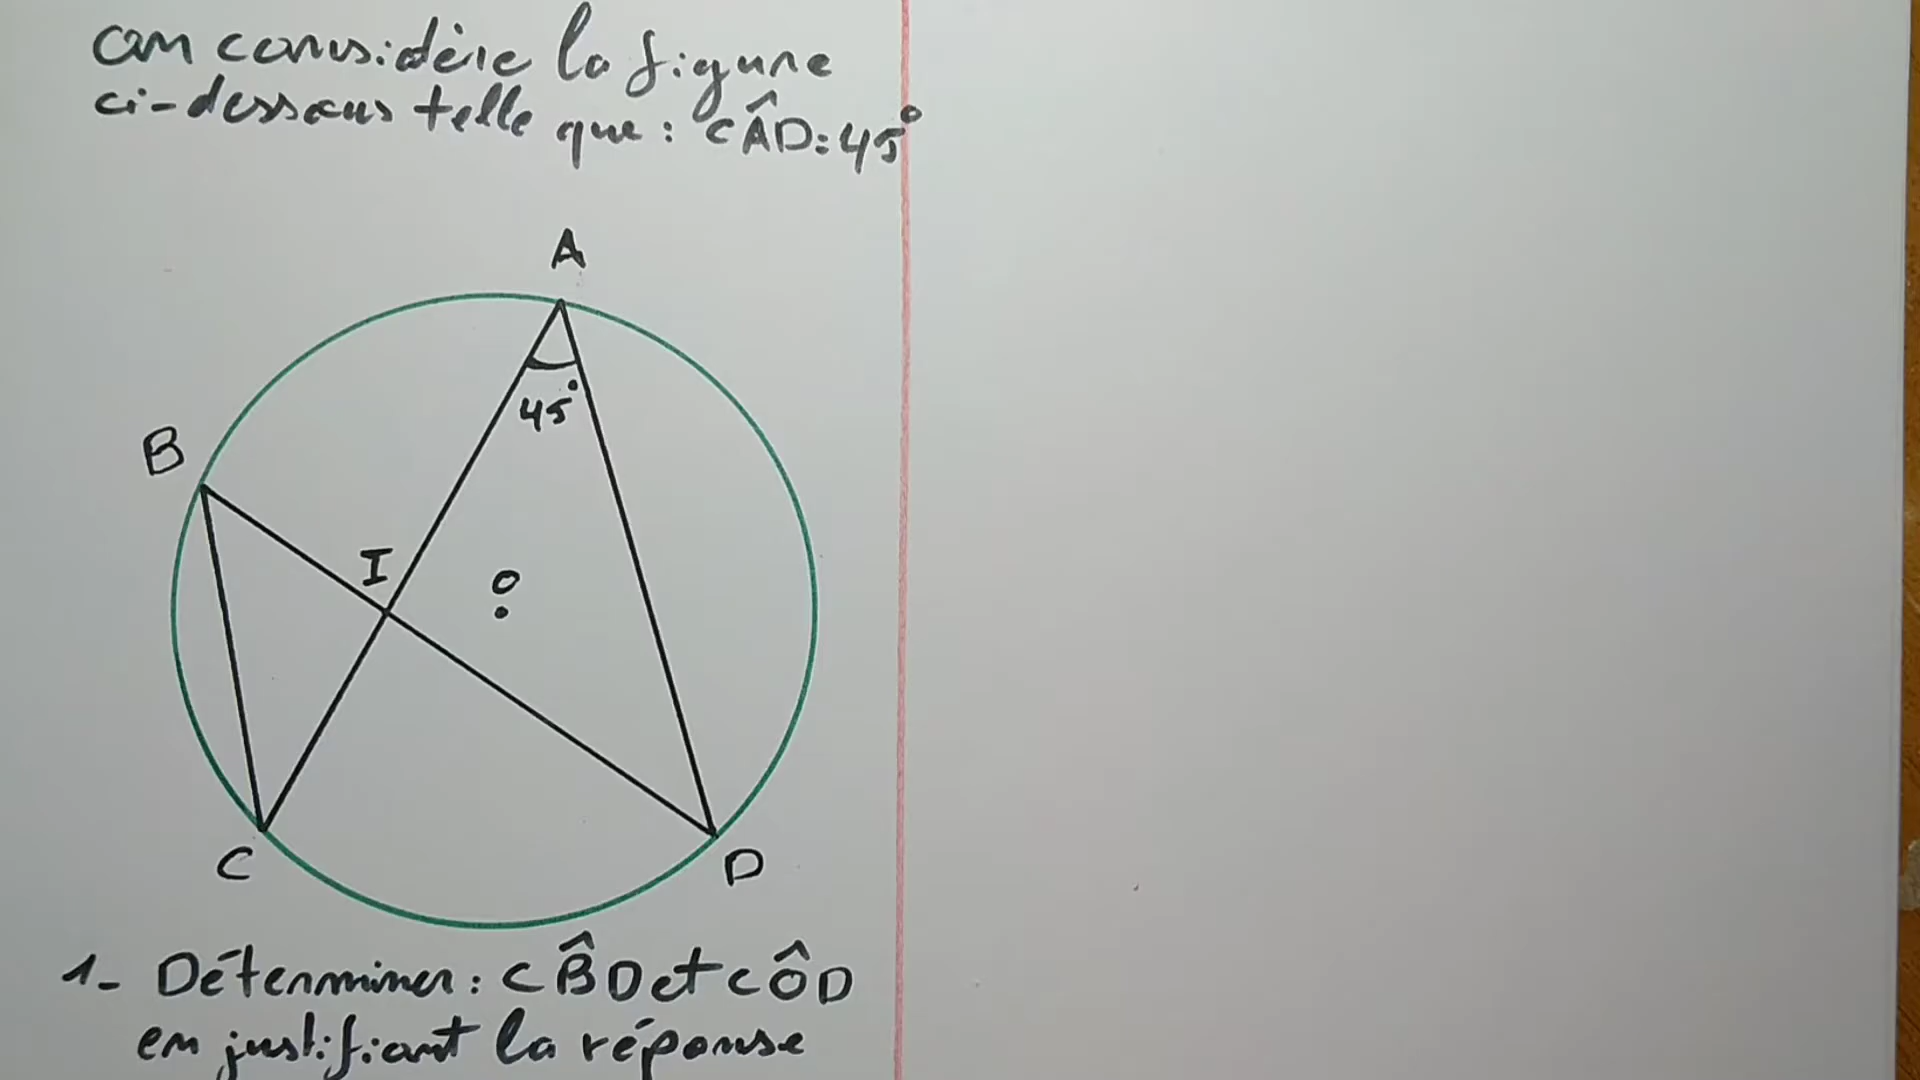 on considère la figure
ci-dessous telle que : CÂD = 45°
A
45°
B
I
O
C
D
1- Déterminer : CB̂D et CÔD
en justifiant la réponse